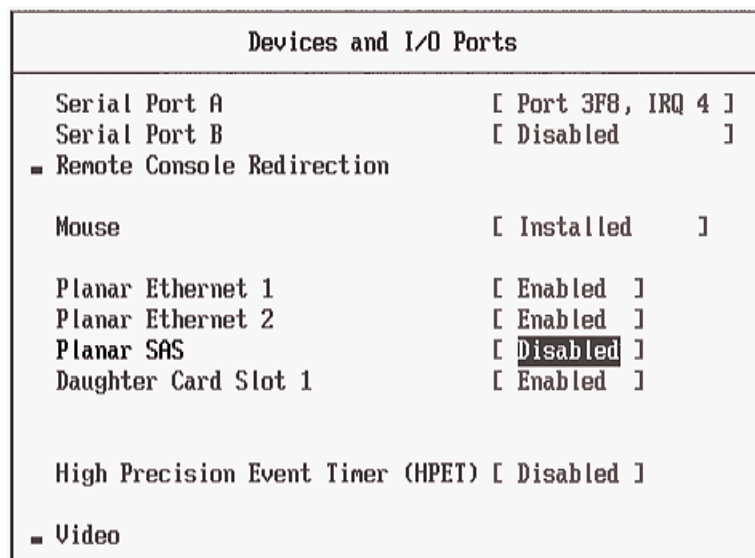 Devices and I/O Ports
Serial Port A [ Port 3F8, IRQ 4 ]
Serial Port B [ Disabled ]
Remote Console Redirection
Mouse [ Installed ]
Planar Ethernet 1 [ Enabled ]
Planar Ethernet 2 [ Enabled ]
Planar SAS [ Disabled ]
Daughter Card Slot 1 [ Enabled ]
High Precision Event Timer (HPET) [ Disabled ]
Video